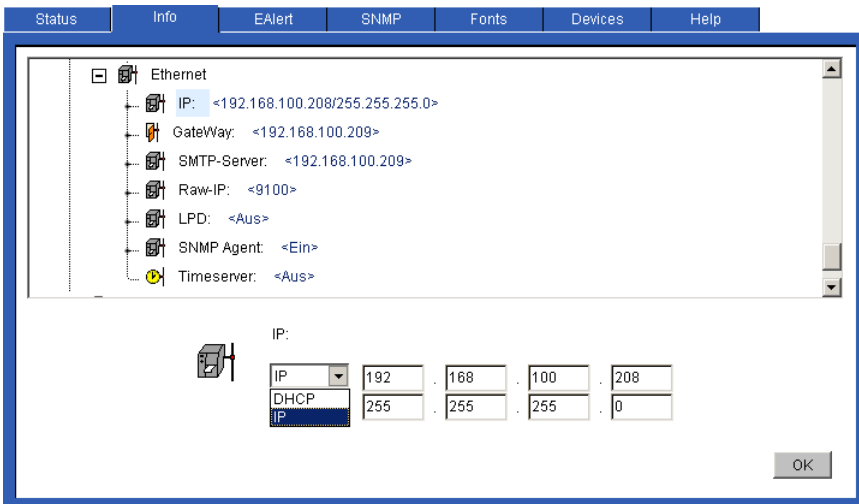 Status Info EAlert SNMP Fonts Devices Help
Ethernet
IP: <192.168.100.208/255.255.255.0>
GateWay: <192.168.100.209>
SMTP-Server: <192.168.100.209>
Raw-IP: <9100>
LPD: <Aus>
SNMP Agent: <Ein>
Timeserver: <Aus>
IP:
IP 192 . 168 . 100 . 208
DHCP
IP 255 . 255 . 255 . 0
OK